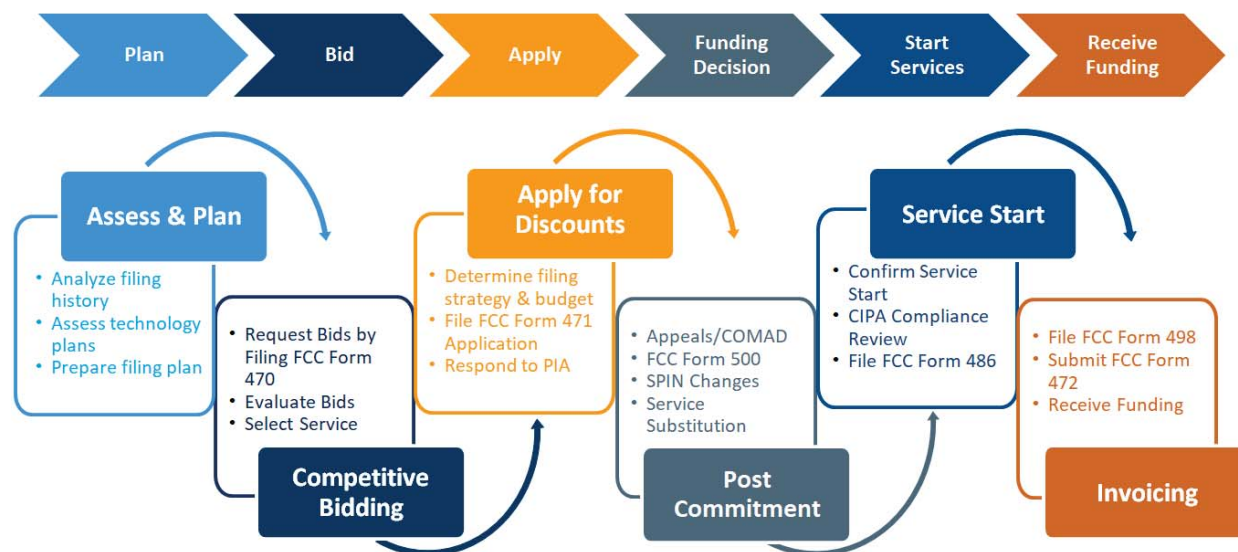 Plan
Bid
Apply
Funding
Decision
Start
Services
Receive
Funding
Assess & Plan
• Analyze filing
history
• Assess technology
plans
• Prepare filing plan
• Request Bids by
Filing FCC Form
470
• Evaluate Bids
• Select Service
Competitive
Bidding
Apply for
Discounts
• Determine filing
strategy & budget
• File FCC Form 471
Application
• Respond to PIA
• Appeals/COMAD
• FCC Form 500
• SPIN Changes
• Service
Substitution
Post
Commitment
Service Start
• Confirm Service
Start
• CIPA Compliance
Review
• File FCC Form 486
• File FCC Form 498
• Submit FCC Form
472
• Receive Funding
Invoicing